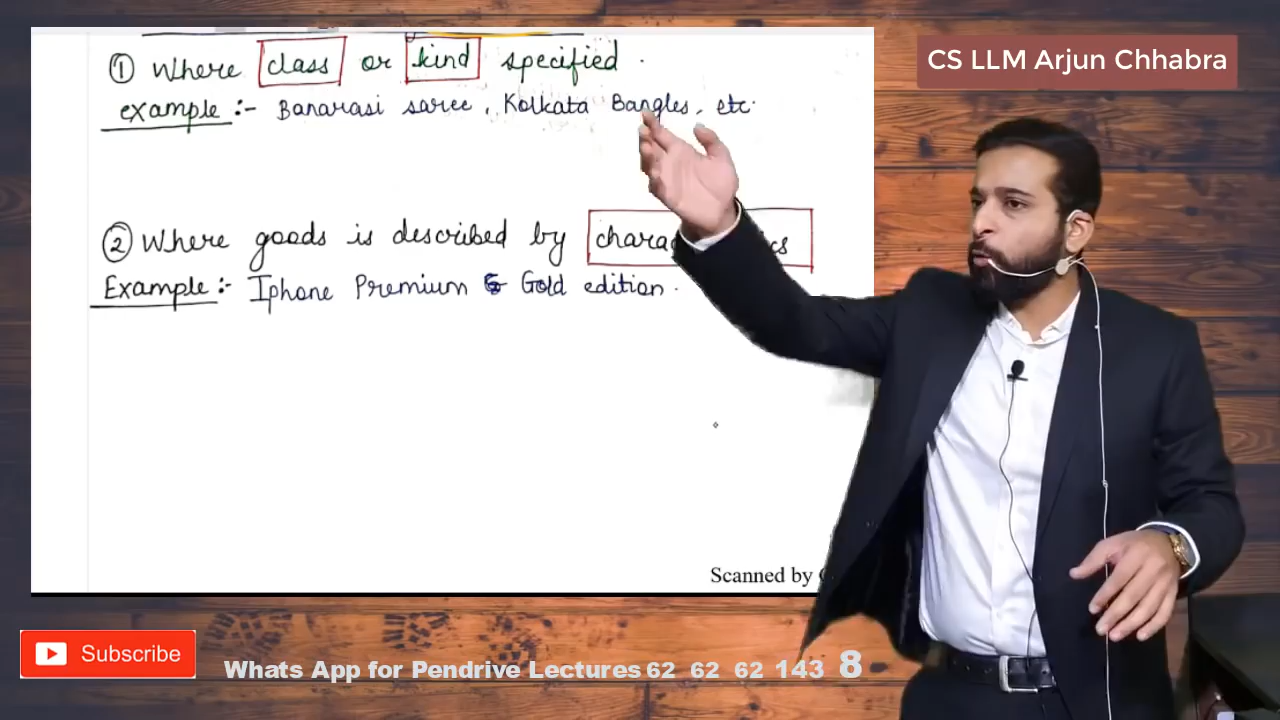 CS LLM Arjun Chhabra
① Where class or kind specified.
example :- Banarasi saree, Kolkata Bangles, etc.
② Where goods is described by
Example :- Iphone Premium Gold edition.
Scanned by
Subscribe
Whats App for Pendrive Lectures 62 62 62 143 8